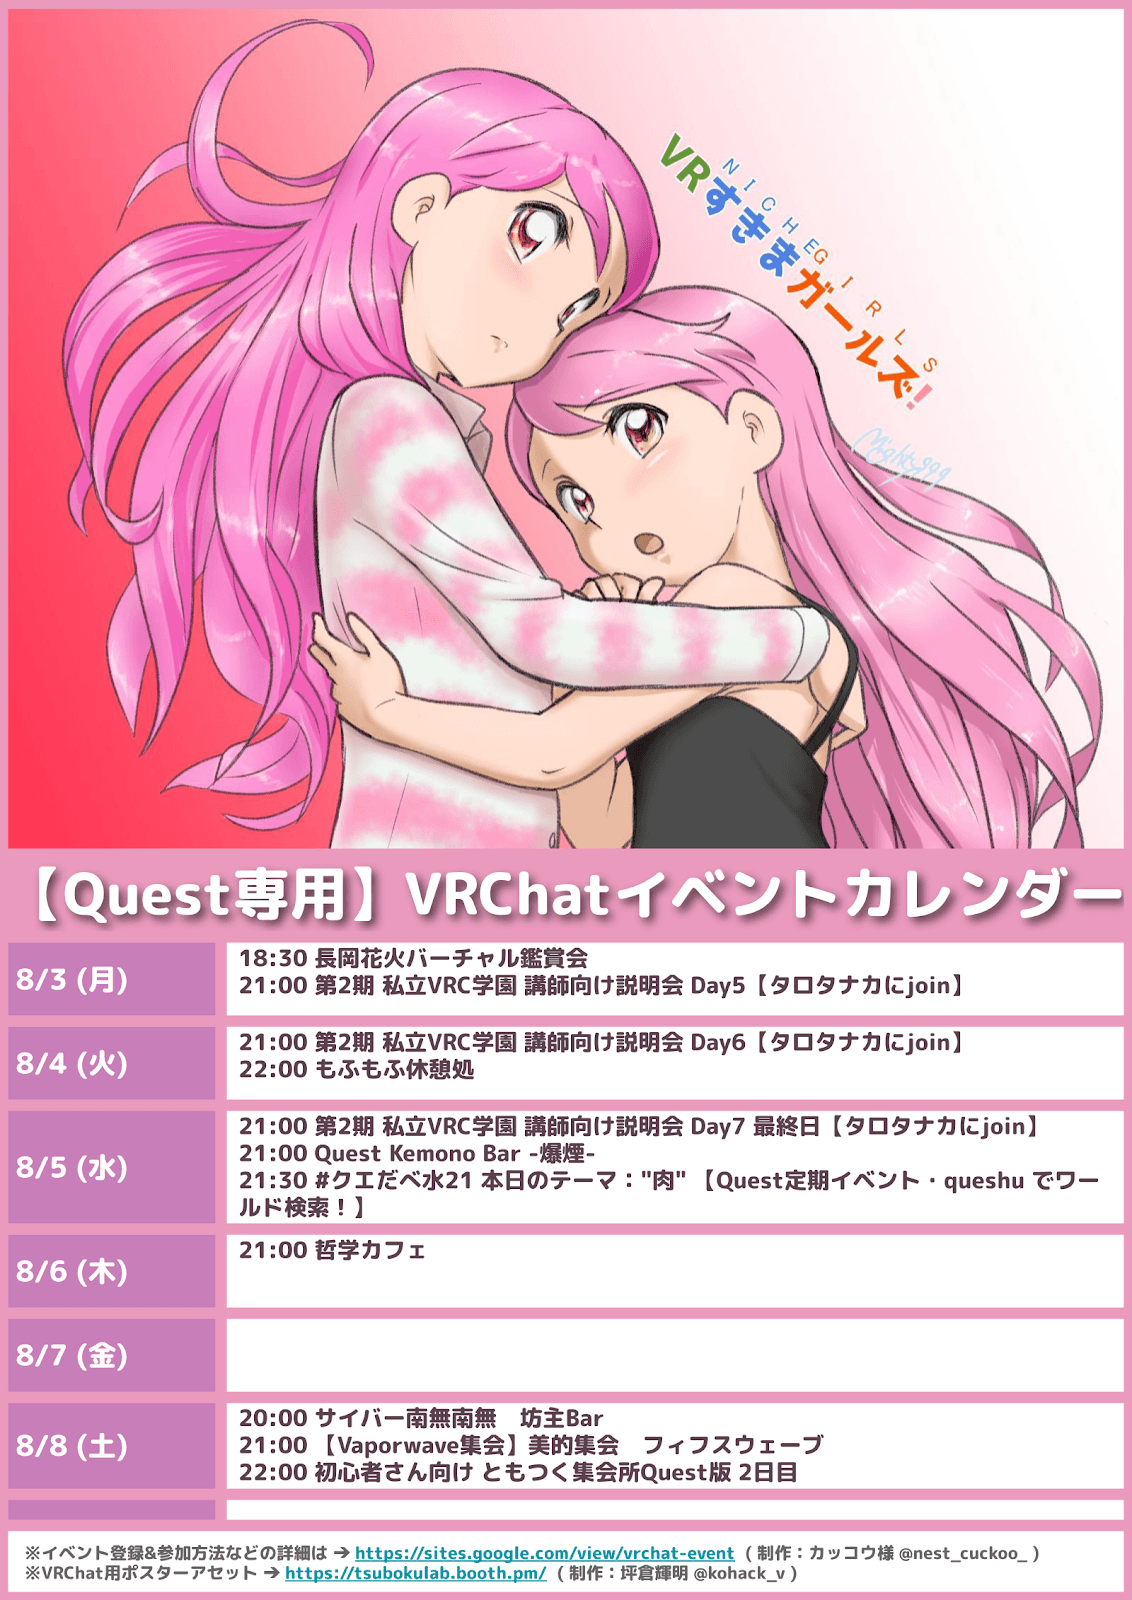 NICHE GIRLS
VRすきまガールズ!
Mighty999
【Quest専用】VRChatイベントカレンダー
8/3 (月)
18:30 長岡花火バーチャル鑑賞会
21:00 第2期 私立VRC学園 講師向け説明会 Day5【タロタナカにjoin】
8/4 (火)
21:00 第2期 私立VRC学園 講師向け説明会 Day6【タロタナカにjoin】
22:00 もふもふ休憩処
8/5 (水)
21:00 第2期 私立VRC学園 講師向け説明会 Day7 最終日【タロタナカにjoin】
21:00 Quest Kemono Bar -爆煙-
21:30 #クエだべ水21 本日のテーマ："肉" 【Quest定期イベント・queshu でワー
ルド検索！】
8/6 (木)
21:00 哲学カフェ
8/7 (金)
8/8 (土)
20:00 サイバー南無南無　坊主Bar
21:00 【Vaporwave集会】美的集会　フィフスウェーブ
22:00 初心者さん向け ともつく集会所Quest版 2日目
※イベント登録&参加方法などの詳細は → https://sites.google.com/view/vrchat-event ( 制作：カッコウ様 @nest_cuckoo_ )
※VRChat用ポスターアセット → https://tsubokulab.booth.pm/ ( 制作：坪倉輝明 @kohack_v )